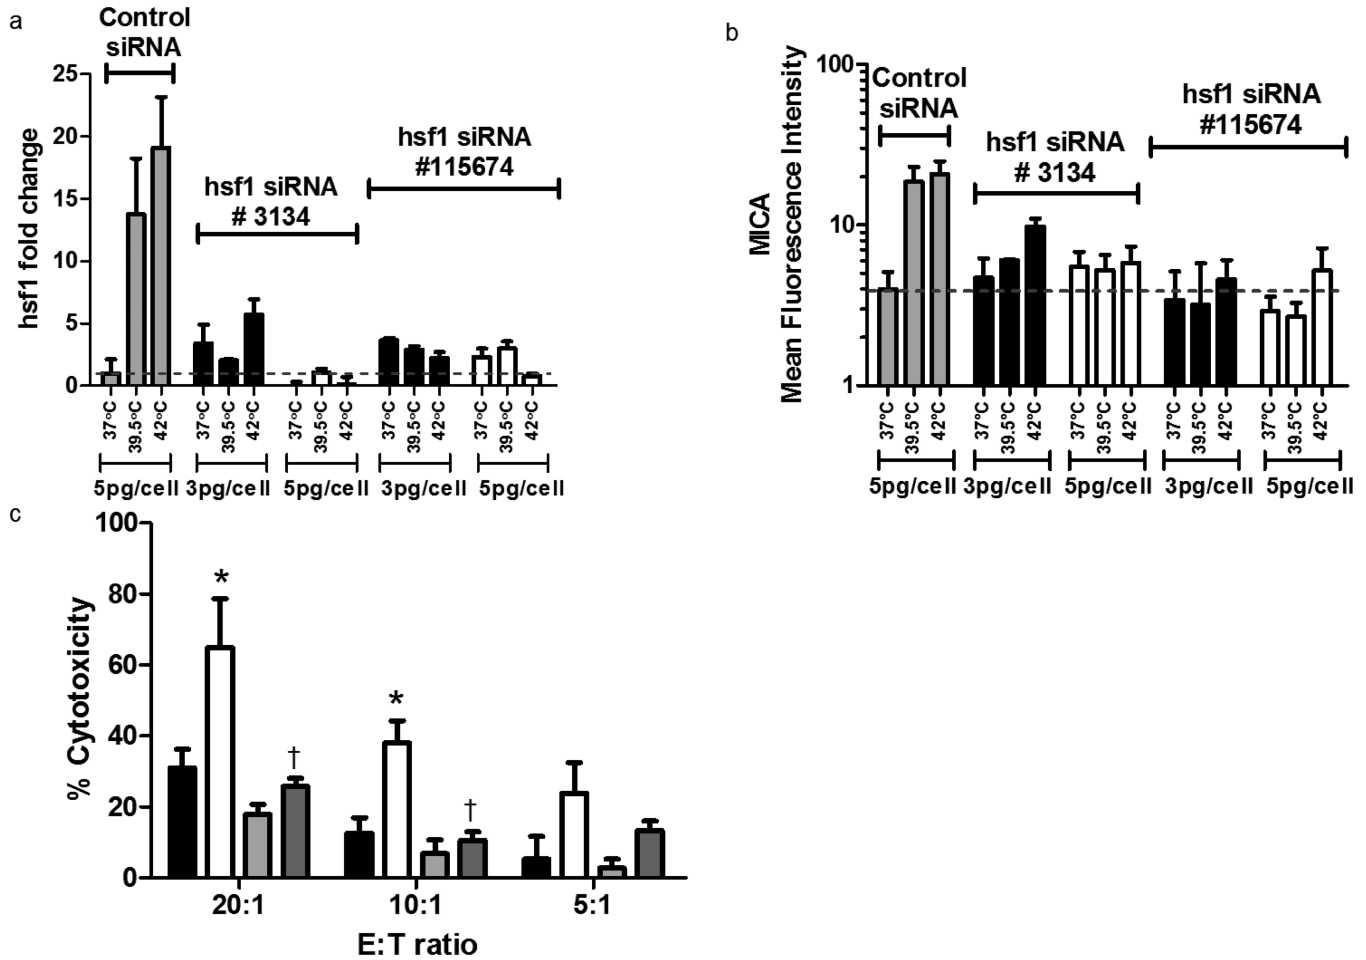 a
Control
siRNA
25
20
15
10
5
0
hsf1 fold change
hsf1 siRNA
# 3134
hsf1 siRNA
#115674
37°C
39.5°C
42°C
37°C
39.5°C
42°C
37°C
39.5°C
42°C
37°C
39.5°C
42°C
37°C
39.5°C
42°C
5pg/cell
3pg/cell
5pg/cell
3pg/cell
5pg/cell
b
MICA
Mean Fluorescence Intensity
100
10
1
Control
siRNA
hsf1 siRNA
# 3134
hsf1 siRNA
#115674
37°C
39.5°C
42°C
37°C
39.5°C
42°C
37°C
39.5°C
42°C
37°C
39.5°C
42°C
37°C
39.5°C
42°C
5pg/cell
3pg/cell
5pg/cell
3pg/cell
5pg/cell
c
% Cytotoxicity
100
80
60
40
20
0
*
†
*
†
20:1
10:1
5:1
E:T ratio